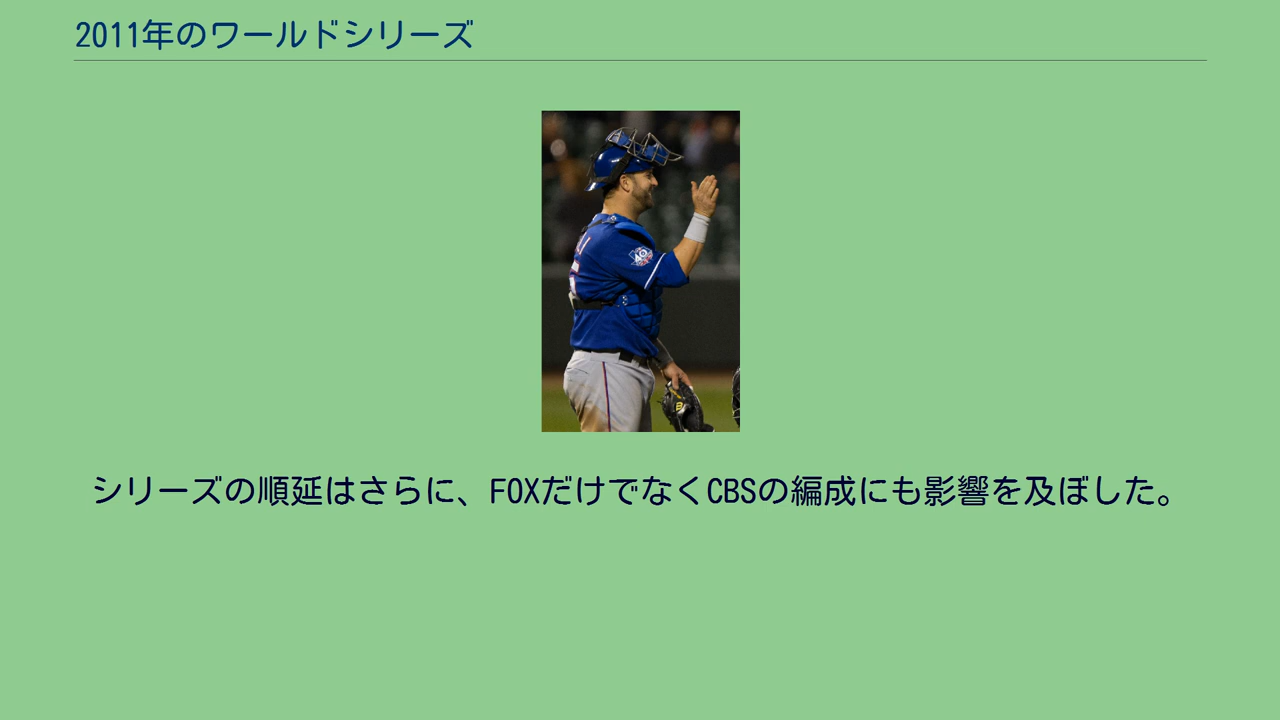 2011年のワールドシリーズ
シリーズの順延はさらに、FOXだけでなくCBSの編成にも影響を及ぼした。